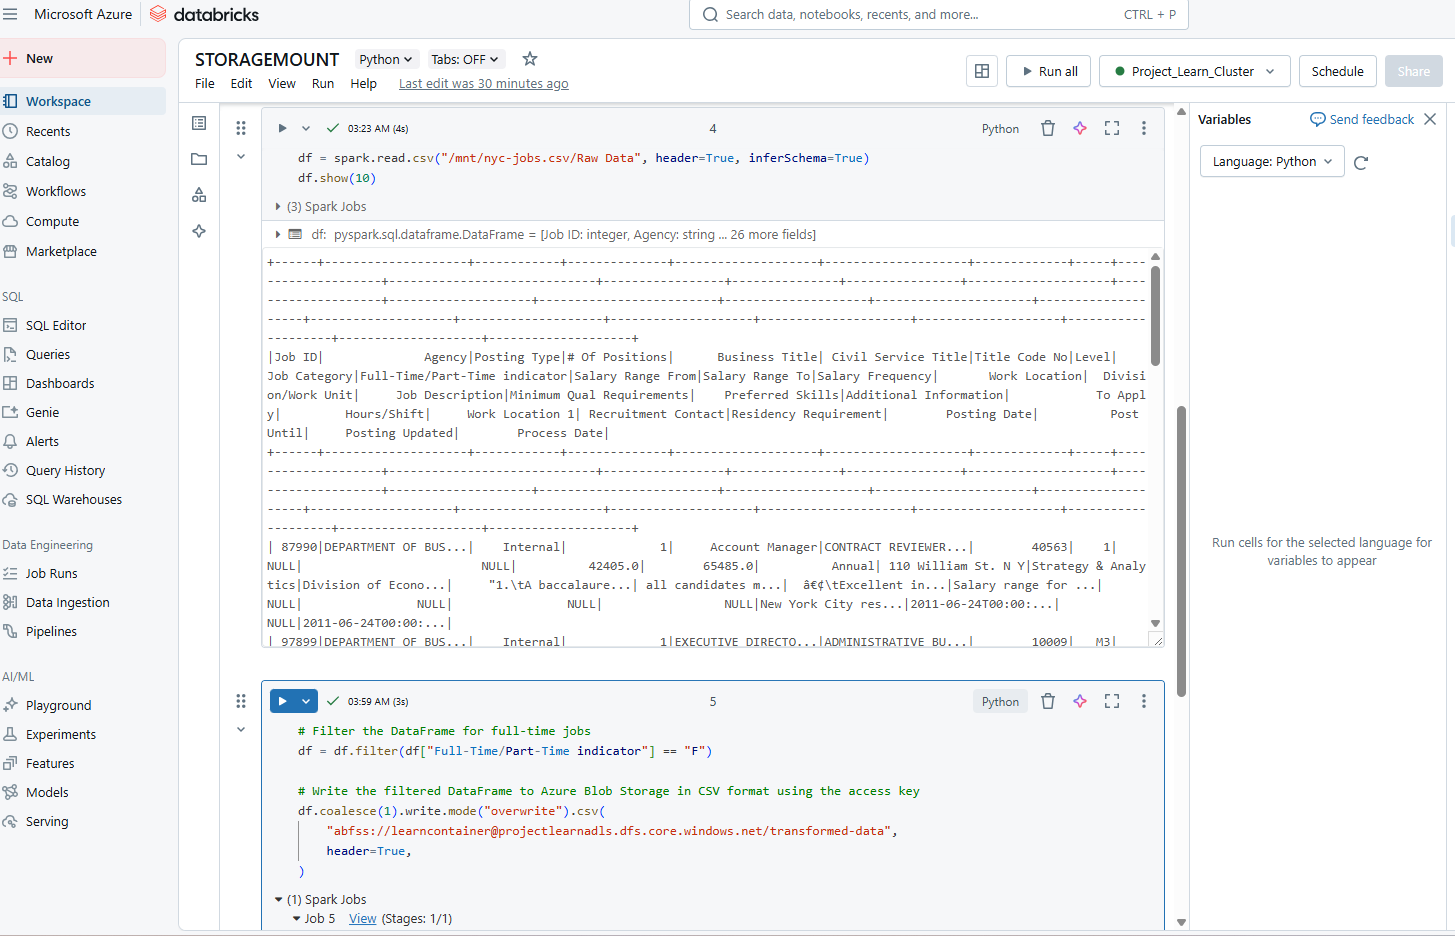 Microsoft Azure databricks Search data, notebooks, recents, and more... CTRL + P
New
Workspace
Recents
Catalog
Workflows
Compute
Marketplace
SQL
SQL Editor
Queries
Dashboards
Genie
Alerts
Query History
SQL Warehouses
Data Engineering
Job Runs
Data Ingestion
Pipelines
AI/ML
Playground
Experiments
Features
Models
Serving
STORAGEMOUNT Python Tabs: OFF
File Edit View Run Help Last edit was 30 minutes ago
Run all Project_Learn_Cluster Schedule Share
03:23 AM (4s) 4 Python
df = spark.read.csv("/mnt/nyc-jobs.csv/Raw Data", header=True, inferSchema=True)
df.show(10)
(3) Spark Jobs
df: pyspark.sql.dataframe.DataFrame = [Job ID: integer, Agency: string ... 26 more fields]
+------+--------------------+------------+--------------+--------------------+--------------------+-------------+-----+----
----------------+-----------------------------+-----------------+---------------+----------------+--------------------+----
----------------+--------------------+----------------------+--------------------+----------------------+---------------
-----+--------------------+--------------------+--------------------+---------------------+--------------------+-----------
---------+--------------------+--------------------+
|Job ID| Agency|Posting Type|# Of Positions| Business Title| Civil Service Title|Title Code No|Level|
Job Category|Full-Time/Part-Time indicator|Salary Range From|Salary Range To|Salary Frequency| Work Location| Divisi
on/Work Unit| Job Description|Minimum Qual Requirements| Preferred Skills|Additional Information| To Appl
y| Hours/Shift| Work Location 1| Recruitment Contact|Residency Requirement| Posting Date| Post
Until| Posting Updated| Process Date|
+------+--------------------+------------+--------------+--------------------+--------------------+-------------+-----+----
----------------+-----------------------------+-----------------+---------------+----------------+--------------------+----
----------------+--------------------+----------------------+--------------------+----------------------+---------------
-----+--------------------+--------------------+--------------------+---------------------+--------------------+-----------
---------+--------------------+--------------------+
| 87990|DEPARTMENT OF BUS...| Internal| 1| Account Manager|CONTRACT REVIEWER...| 40563| 1|
NULL| NULL| 42405.0| 65485.0| Annual| 110 William St. N Y|Strategy & Analy
tics|Division of Econo...| "1.\tA baccalaure...| all candidates m...| â€¢\tExcellent in...|Salary range for ...|
NULL| NULL| NULL| NULL|New York City res...|2011-06-24T00:00:...|
NULL|2011-06-24T00:00:...|
| 97899|DEPARTMENT OF BUS...| Internal| 1|EXECUTIVE DIRECTO...|ADMINISTRATIVE BU...| 10009| M3|
03:59 AM (3s) 5 Python
# Filter the DataFrame for full-time jobs
df = df.filter(df["Full-Time/Part-Time indicator"] == "F")
# Write the filtered DataFrame to Azure Blob Storage in CSV format using the access key
df.coalesce(1).write.mode("overwrite").csv(
"abfss://learncontainer@projectlearnadls.dfs.core.windows.net/transformed-data",
header=True,
)
(1) Spark Jobs
Job 5 View (Stages: 1/1)
Variables Send feedback
Language: Python
Run cells for the selected language for
variables to appear